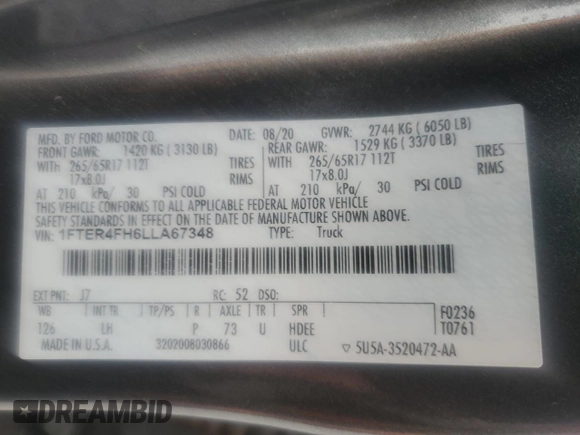 MFD. BY FORD MOTOR CO.
DATE: 08/20 GVWR: 2744 KG ( 6050 LB)
FRONT GAWR: 1420 KG ( 3130 LB)
REAR GAWR: 1529 KG ( 3370 LB)
WITH 265/65R17 112T TIRES
WITH 265/65R17 112T TIRES
17x8.0J RIMS
17x8.0J RIMS
AT 210 kPa/ 30 PSI COLD
AT 210 kPa/ 30 PSI COLD
THIS VEHICLE CONFORMS TO ALL APPLICABLE FEDERAL MOTOR VEHICLE
SAFETY STANDARDS IN EFFECT ON THE DATE OF MANUFACTURE SHOWN ABOVE.
VIN: 1FTER4FH6LLA67348 TYPE: Truck
EXT PNT: J7 RC: 52 DSO:
WB INT TR TP/PS R AXLE TR SPR
126 LH P 73 U HDEE
F0236
T0761
MADE IN U.S.A. 3202008030866 ULC ▽ 5U5A-3520472-AA
DREAMBID